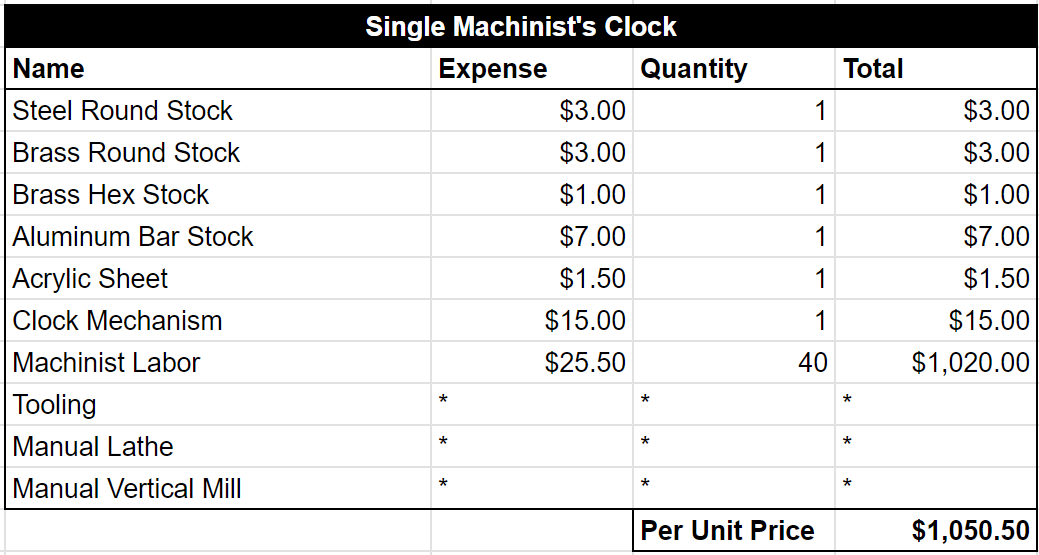 Single Machinist's Clock
Name Expense Quantity Total
Steel Round Stock $3.00 1 $3.00
Brass Round Stock $3.00 1 $3.00
Brass Hex Stock $1.00 1 $1.00
Aluminum Bar Stock $7.00 1 $7.00
Acrylic Sheet $1.50 1 $1.50
Clock Mechanism $15.00 1 $15.00
Machinist Labor $25.50 40 $1,020.00
Tooling * * *
Manual Lathe * * *
Manual Vertical Mill * * *
Per Unit Price $1,050.50